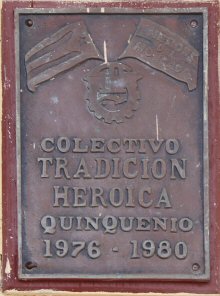 COLECTIVO
TRADICION
HEROICA
QUINQUENIO
1976 - 1980